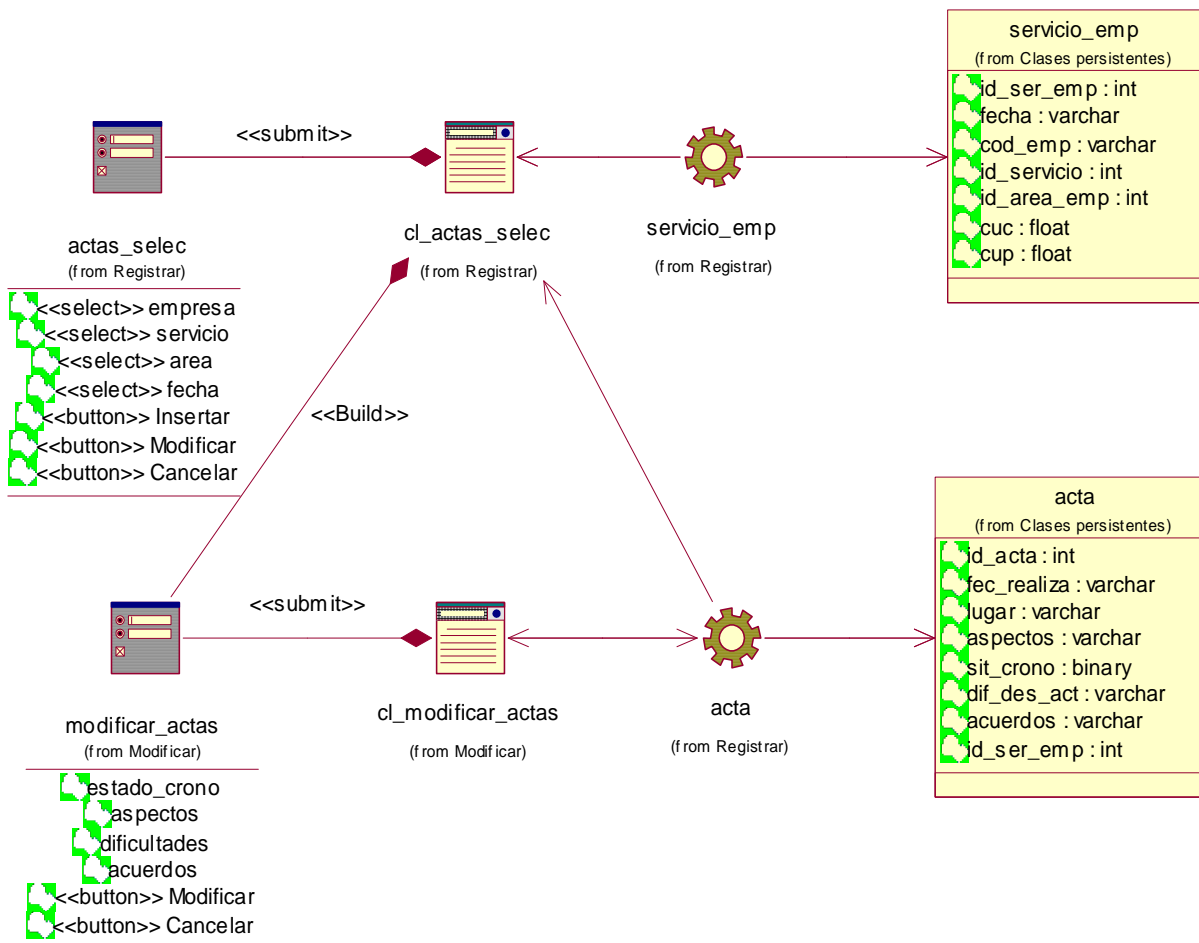 servicio_emp
(from Clases persistentes)
id_ser_emp : int
fecha : varchar
cod_emp : varchar
id_servicio : int
id_area_emp : int
cuc : float
cup : float
<<submit>>
actas_selec
(from Registrar)
cl_actas_selec
(from Registrar)
servicio_emp
(from Registrar)
<<select>> empresa
<<select>> servicio
<<select>> area
<<select>> fecha
<<button>> Insertar
<<button>> Modificar
<<button>> Cancelar
<<Build>>
acta
(from Clases persistentes)
id_acta : int
fec_realiza : varchar
lugar : varchar
aspectos : varchar
sit_crono : binary
dif_des_act : varchar
acuerdos : varchar
id_ser_emp : int
<<submit>>
modificar_actas
(from Modificar)
cl_modificar_actas
(from Modificar)
acta
(from Registrar)
estado_crono
aspectos
dificultades
acuerdos
<<button>> Modificar
<<button>> Cancelar